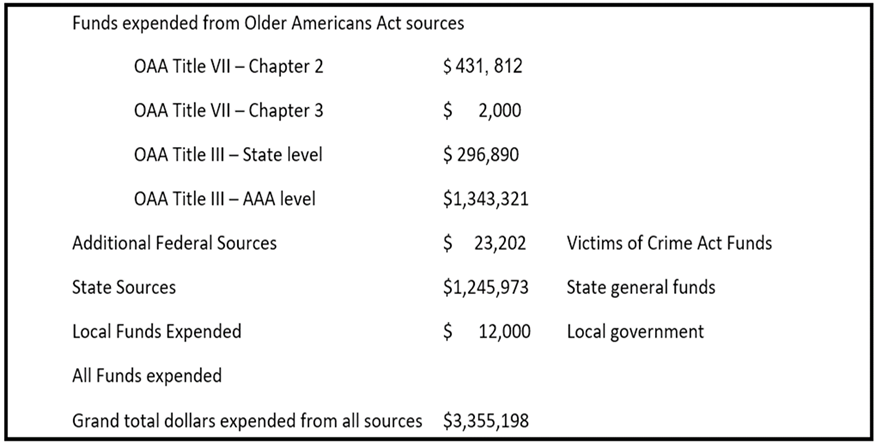 Funds expended from Older Americans Act sources
OAA Title VII – Chapter 2 $ 431, 812
OAA Title VII – Chapter 3 $ 2,000
OAA Title III – State level $ 296,890
OAA Title III – AAA level $1,343,321
Additional Federal Sources $ 23,202 Victims of Crime Act Funds
State Sources $1,245,973 State general funds
Local Funds Expended $ 12,000 Local government
All Funds expended
Grand total dollars expended from all sources $3,355,198